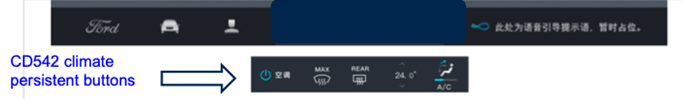 Ford
此处为语音引导提示语，暂时占位。
CD542 climate
persistent buttons
空调
MAX
REAR
24.0°
A/C